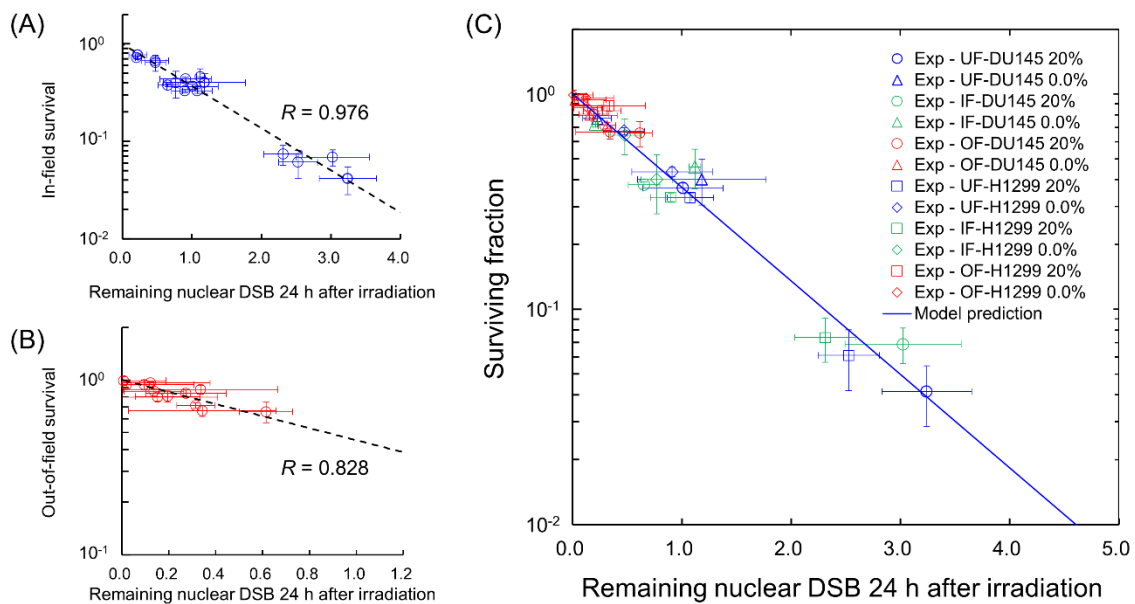 (A)
10⁰
10⁻¹
10⁻²
In-field survival
R = 0.976
0.0 1.0 2.0 3.0 4.0
Remaining nuclear DSB 24 h after irradiation
(B)
10⁰
10⁻¹
Out-of-field survival
R = 0.828
0.0 0.2 0.4 0.6 0.8 1.0 1.2
Remaining nuclear DSB 24 h after irradiation
(C)
Exp - UF-DU145 20%
Exp - UF-DU145 0.0%
Exp - IF-DU145 20%
Exp - IF-DU145 0.0%
Exp - OF-DU145 20%
Exp - OF-DU145 0.0%
Exp - UF-H1299 20%
Exp - UF-H1299 0.0%
Exp - IF-H1299 20%
Exp - IF-H1299 0.0%
Exp - OF-H1299 20%
Exp - OF-H1299 0.0%
Model prediction
10⁰
10⁻¹
10⁻²
Surviving fraction
0.0 1.0 2.0 3.0 4.0 5.0
Remaining nuclear DSB 24 h after irradiation